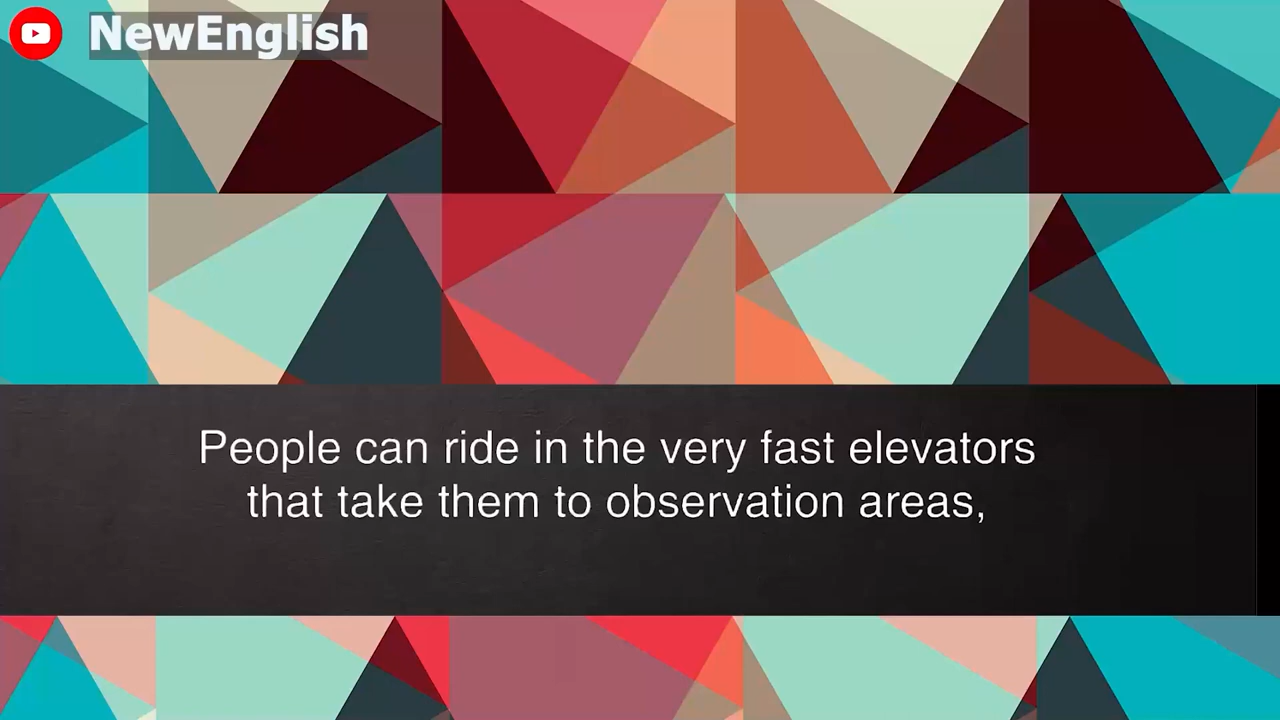 NewEnglish
People can ride in the very fast elevators
that take them to observation areas,